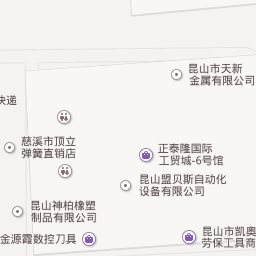 昆山市天新
金属有限公司
快递
慈溪市顶立
弹簧直销店
正泰隆国际
工贸城-6号馆
昆山盟贝斯自动化
设备有限公司
昆山神柏橡塑
制品有限公司
金源霞数控刀具
昆山市凯奥
劳保工具商